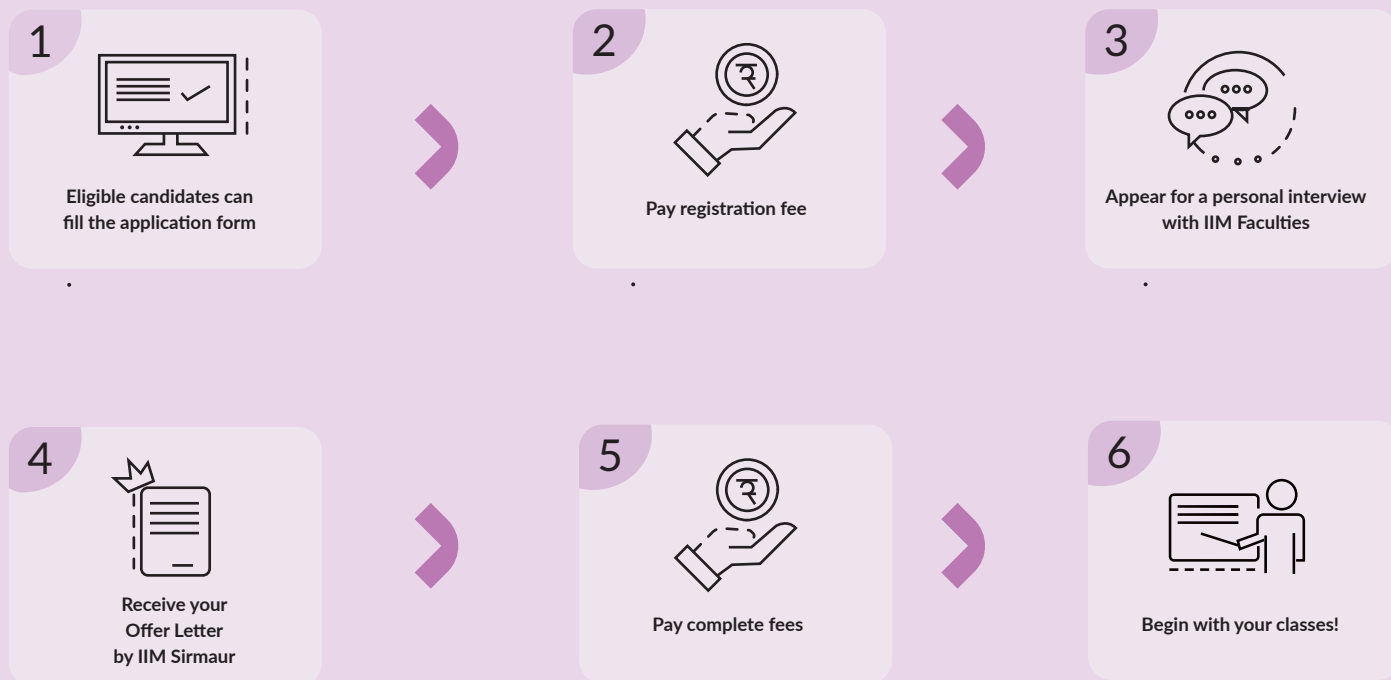 1
Eligible candidates can
fill the application form
2
₹
Pay registration fee
3
Appear for a personal interview
with IIM Faculties
4
Receive your
Offer Letter
by IIM Sirmaur
5
₹
Pay complete fees
6
Begin with your classes!